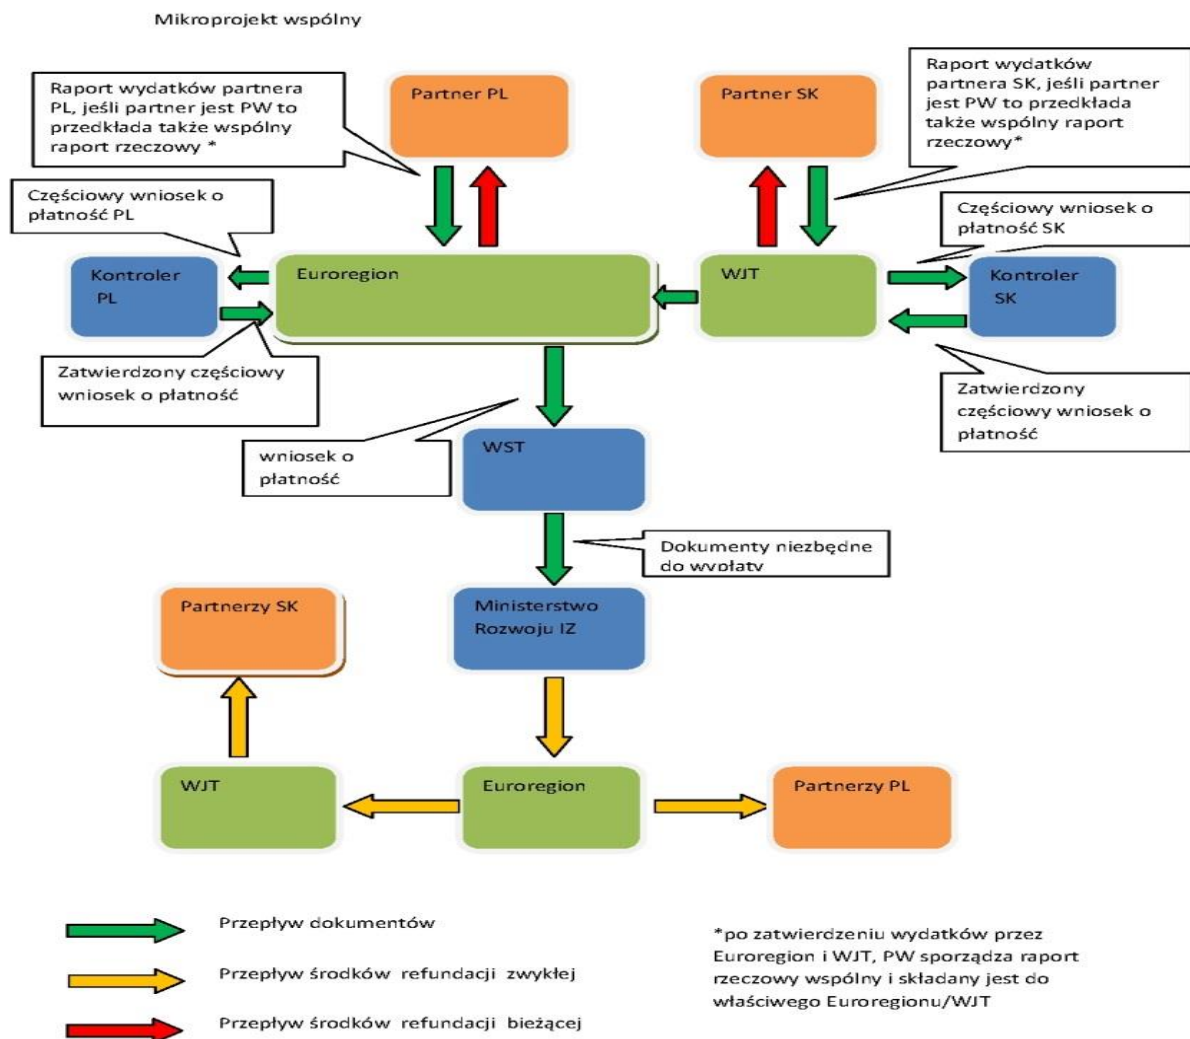 Mikroprojekt wspólny
Raport wydatków partnera
PL, jeśli partner jest PW to
przedkłada także wspólny
raport rzeczowy *
Partner PL
Partner SK
Raport wydatków
partnera SK, jeśli partner
jest PW to przedkłada
także wspólny raport
rzeczowy*
Częściowy wniosek o
płatność PL
Częściowy wniosek o
płatność SK
Kontroler
PL
Euroregion
WJT
Kontroler
SK
Zatwierdzony częściowy
wniosek o płatność
Zatwierdzony
częściowy wniosek o
płatność
wniosek o
płatność
WST
Dokumenty niezbędne
do wypłaty
Partnerzy SK
Ministerstwo
Rozwoju IZ
WJT
Euroregion
Partnerzy PL
Przepływ dokumentów
Przepływ środków refundacji zwykłej
Przepływ środków refundacji bieżącej
*po zatwierdzeniu wydatków przez
Euroregion i WJT, PW sporządza raport
rzeczowy wspólny i składany jest do
właściwego Euroregionu/WJT